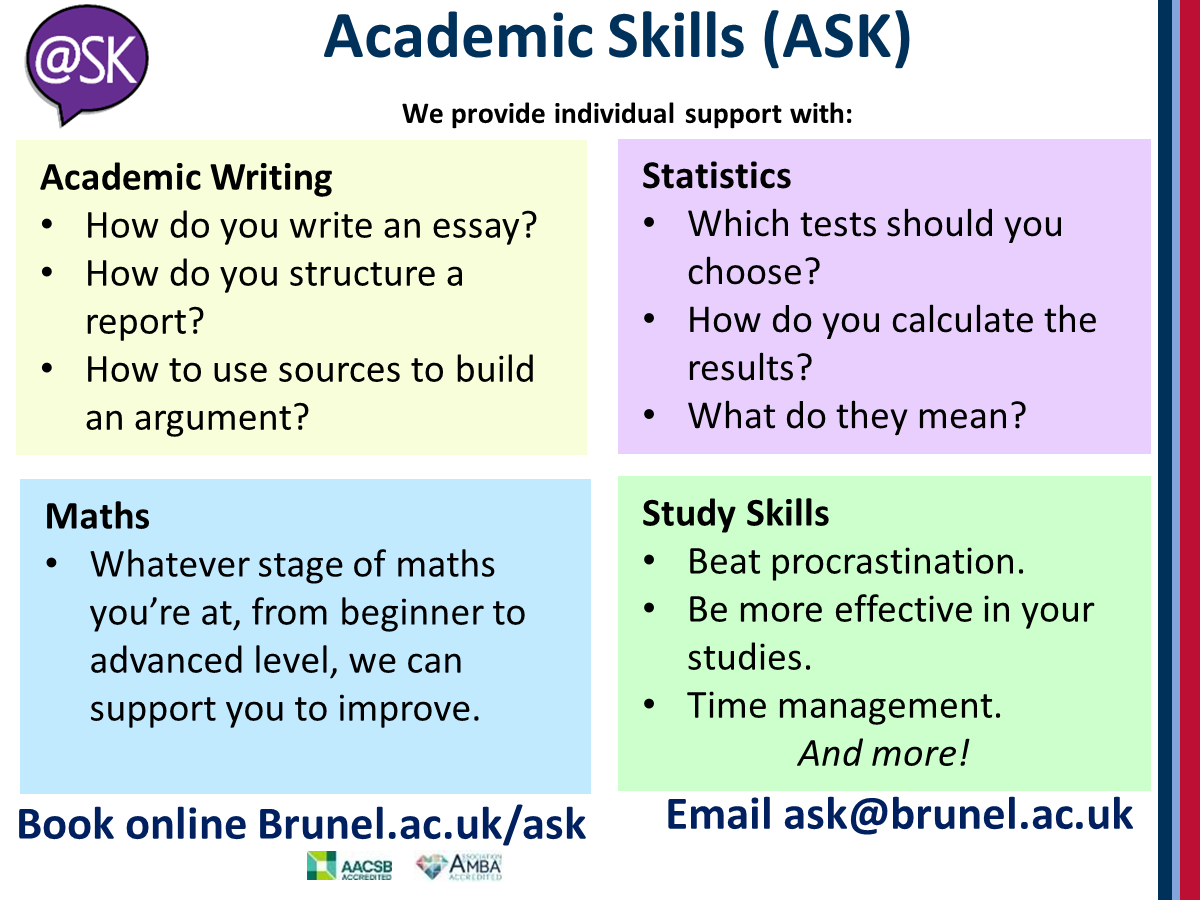 @SK
Academic Skills (ASK)
We provide individual support with:
Academic Writing
• How do you write an essay?
• How do you structure a
report?
• How to use sources to build
an argument?
Statistics
• Which tests should you
choose?
• How do you calculate the
results?
• What do they mean?
Maths
• Whatever stage of maths
you’re at, from beginner to
advanced level, we can
support you to improve.
Study Skills
• Beat procrastination.
• Be more effective in your
studies.
• Time management.
And more!
Book online Brunel.ac.uk/ask
Email ask@brunel.ac.uk
AACSB
ACCREDITED
ASSOCIATION
AMBA
ACCREDITED